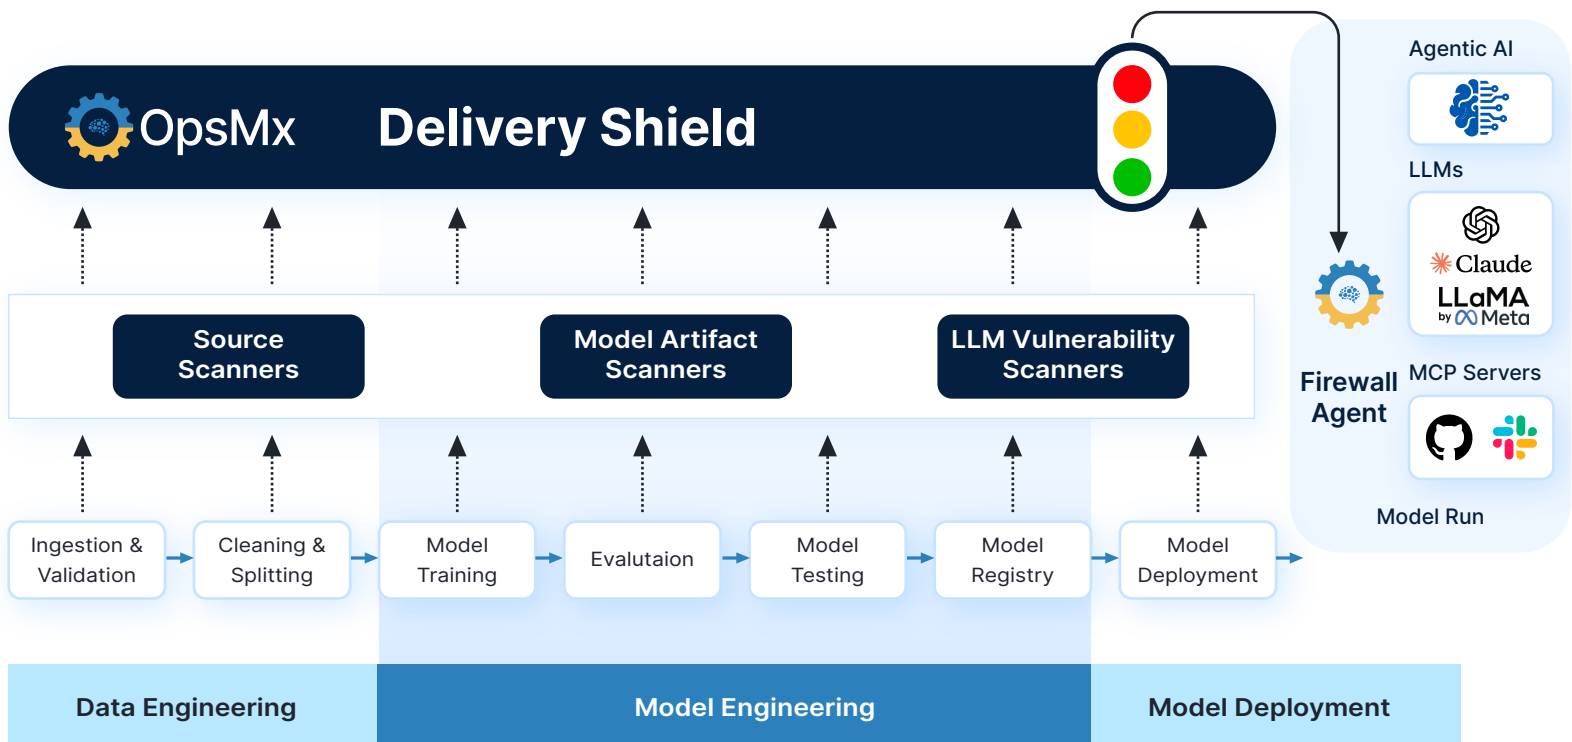 OpsMx
Delivery Shield
Agentic AI
LLMs
Claude
LLaMA
by Meta
MCP Servers
Firewall
Agent
Model Run
Source
Scanners
Model Artifact
Scanners
LLM Vulnerability
Scanners
Ingestion &
Validation
Cleaning &
Splitting
Model
Training
Evalutaion
Model
Testing
Model
Registry
Model
Deployment
Data Engineering
Model Engineering
Model Deployment